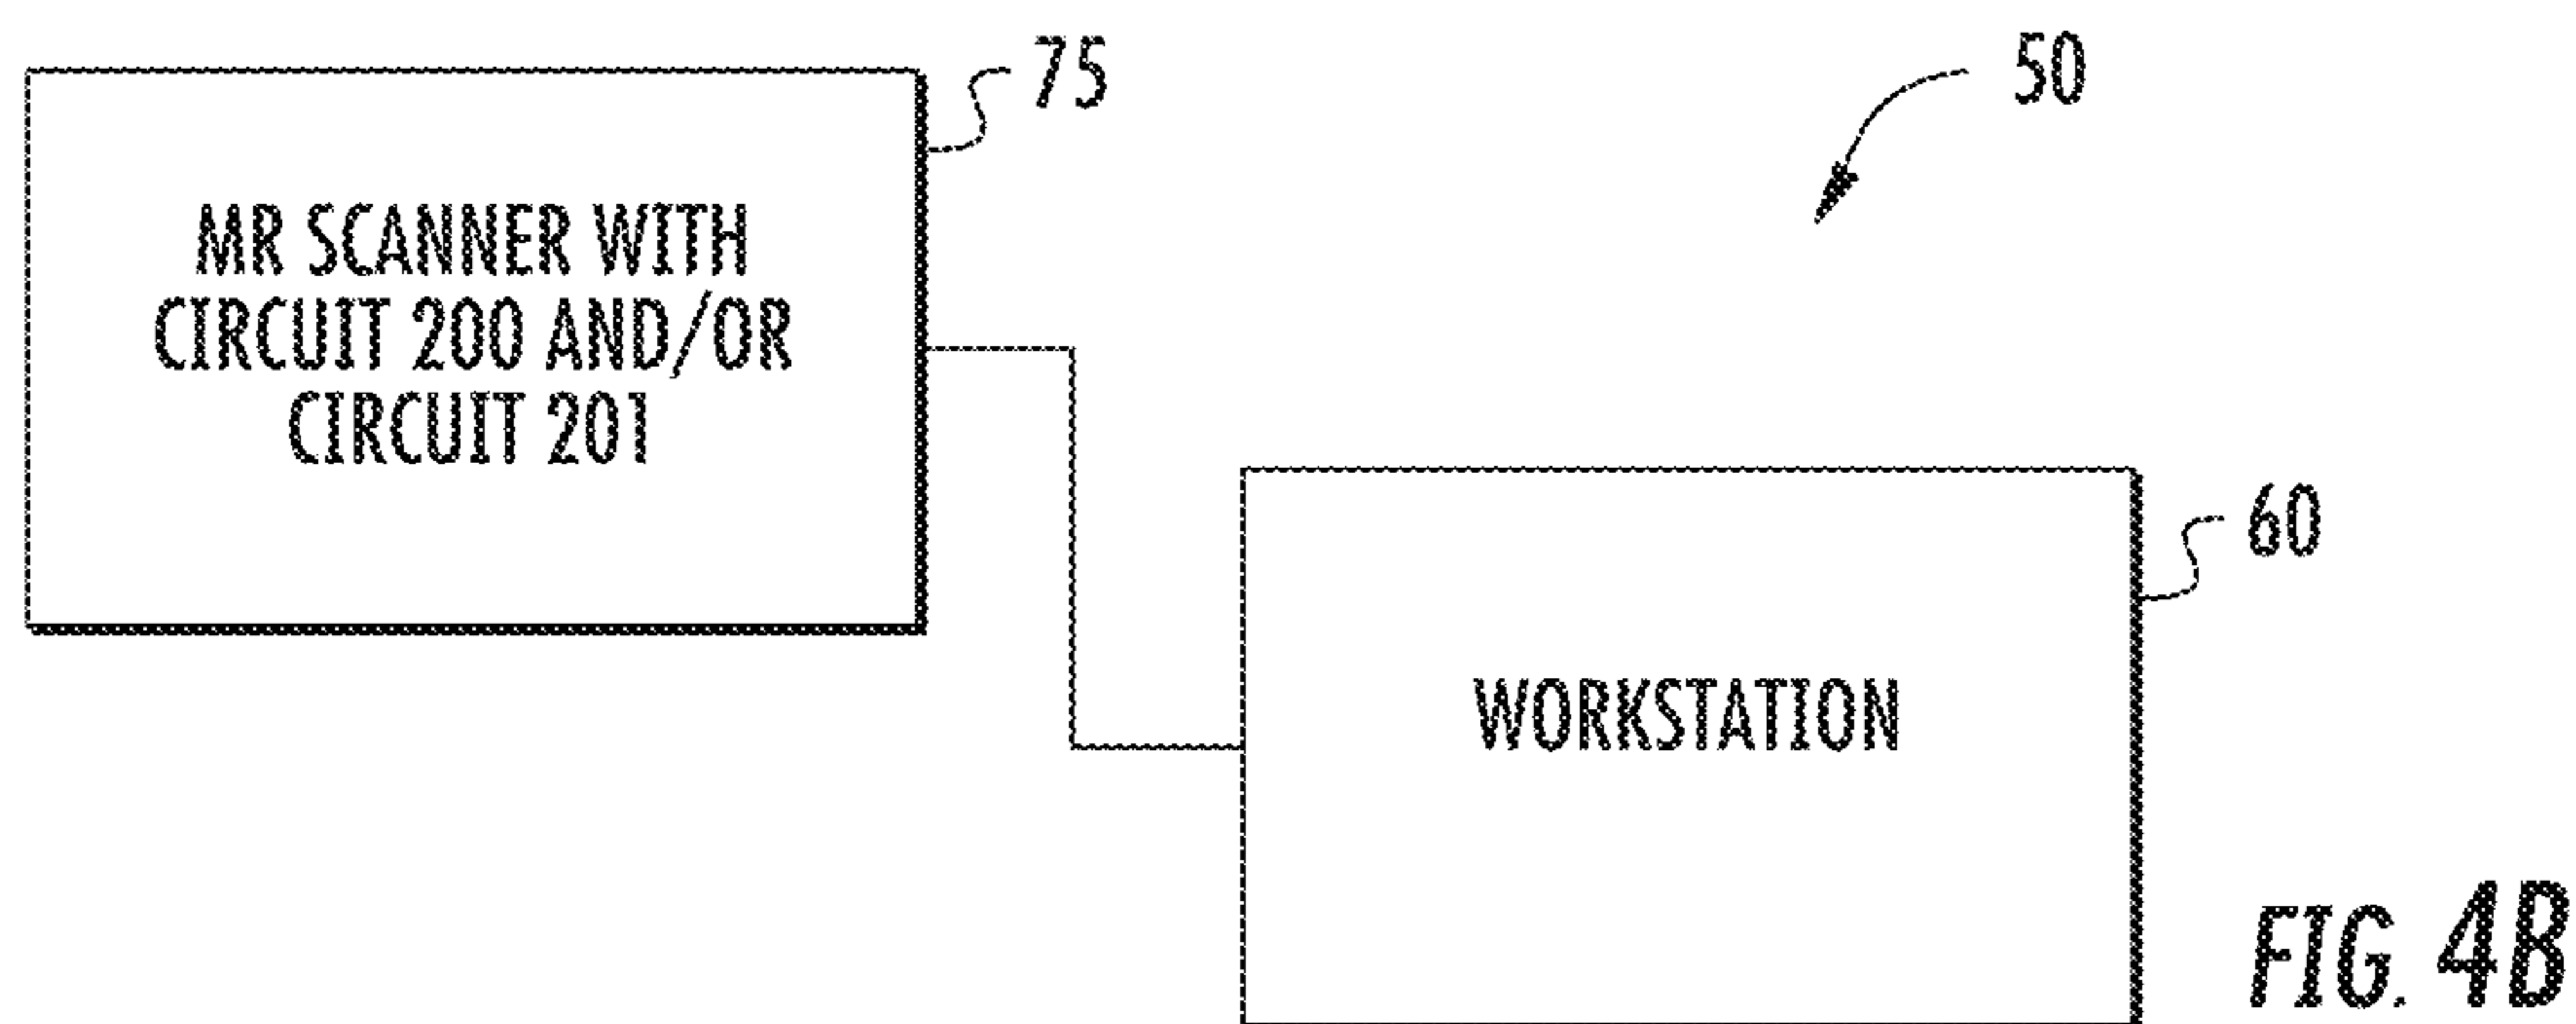 75
50
MR SCANNER WITH
CIRCUIT 200 AND/OR
CIRCUIT 201
60
WORKSTATION
FIG. 4B